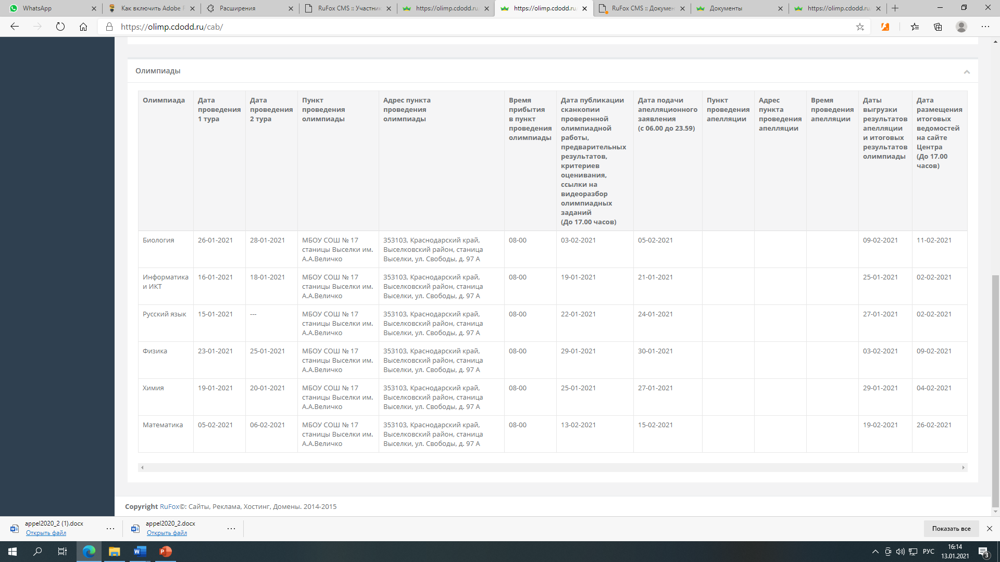 WhatsApp
Как включить Adobe F
Расширения
RuFox CMS :: Участник
https://olimp.cdodd.ru
https://olimp.cdodd.ru
RuFox CMS :: Докумен
Документы
https://olimp.cdodd.ru
https://olimp.cdodd.ru/cab/
Олимпиады
Олимпиада
Дата
проведения
1 тура
Дата
проведения
2 тура
Пункт
проведения
олимпиады
Адрес пункта
проведения
олимпиады
Время
прибытия
в пункт
проведения
олимпиады
Дата публикации
сканкопии
проверенной
олимпиадной
работы,
предварительных
результатов,
критериев
оценивания,
ссылки на
видеоразбор
олимпиадных
заданий
(До 17.00 часов)
Дата подачи
апелляционного
заявления
(с 06.00 до 23.59)
Пункт
проведения
апелляции
Адрес
пункта
проведения
апелляции
Время
проведения
апелляции
Даты
выгрузки
результатов
апелляции
и итоговых
результатов
олимпиады
Дата
размещения
итоговых
ведомостей
на сайте
Центра
(До 17.00
часов)
Биология
26-01-2021
28-01-2021
МБОУ СОШ № 17
станицы Выселки им.
А.А.Величко
353103, Краснодарский край,
Выселковский район, станица
Выселки, ул. Свободы, д. 97 А
08-00
03-02-2021
05-02-2021
09-02-2021
11-02-2021
Информатика
и ИКТ
16-01-2021
18-01-2021
МБОУ СОШ № 17
станицы Выселки им.
А.А.Величко
353103, Краснодарский край,
Выселковский район, станица
Выселки, ул. Свободы, д. 97 А
08-00
19-01-2021
21-01-2021
25-01-2021
02-02-2021
Русский язык
15-01-2021
---
МБОУ СОШ № 17
станицы Выселки им.
А.А.Величко
353103, Краснодарский край,
Выселковский район, станица
Выселки, ул. Свободы, д. 97 А
08-00
22-01-2021
24-01-2021
27-01-2021
02-02-2021
Физика
23-01-2021
25-01-2021
МБОУ СОШ № 17
станицы Выселки им.
А.А.Величко
353103, Краснодарский край,
Выселковский район, станица
Выселки, ул. Свободы, д. 97 А
08-00
29-01-2021
30-01-2021
03-02-2021
09-02-2021
Химия
19-01-2021
20-01-2021
МБОУ СОШ № 17
станицы Выселки им.
А.А.Величко
353103, Краснодарский край,
Выселковский район, станица
Выселки, ул. Свободы, д. 97 А
08-00
25-01-2021
27-01-2021
29-01-2021
04-02-2021
Математика
05-02-2021
06-02-2021
МБОУ СОШ № 17
станицы Выселки им.
А.А.Величко
353103, Краснодарский край,
Выселковский район, станица
Выселки, ул. Свободы, д. 97 А
08-00
13-02-2021
15-02-2021
19-02-2021
26-02-2021
Copyright RuFox©: Сайты, Реклама, Хостинг, Домены. 2014-2015
appel2020_2 (1).docx
Открыть файл
appel2020_2.docx
Открыть файл
Показать все
РУС
16:14
13.01.2021
3